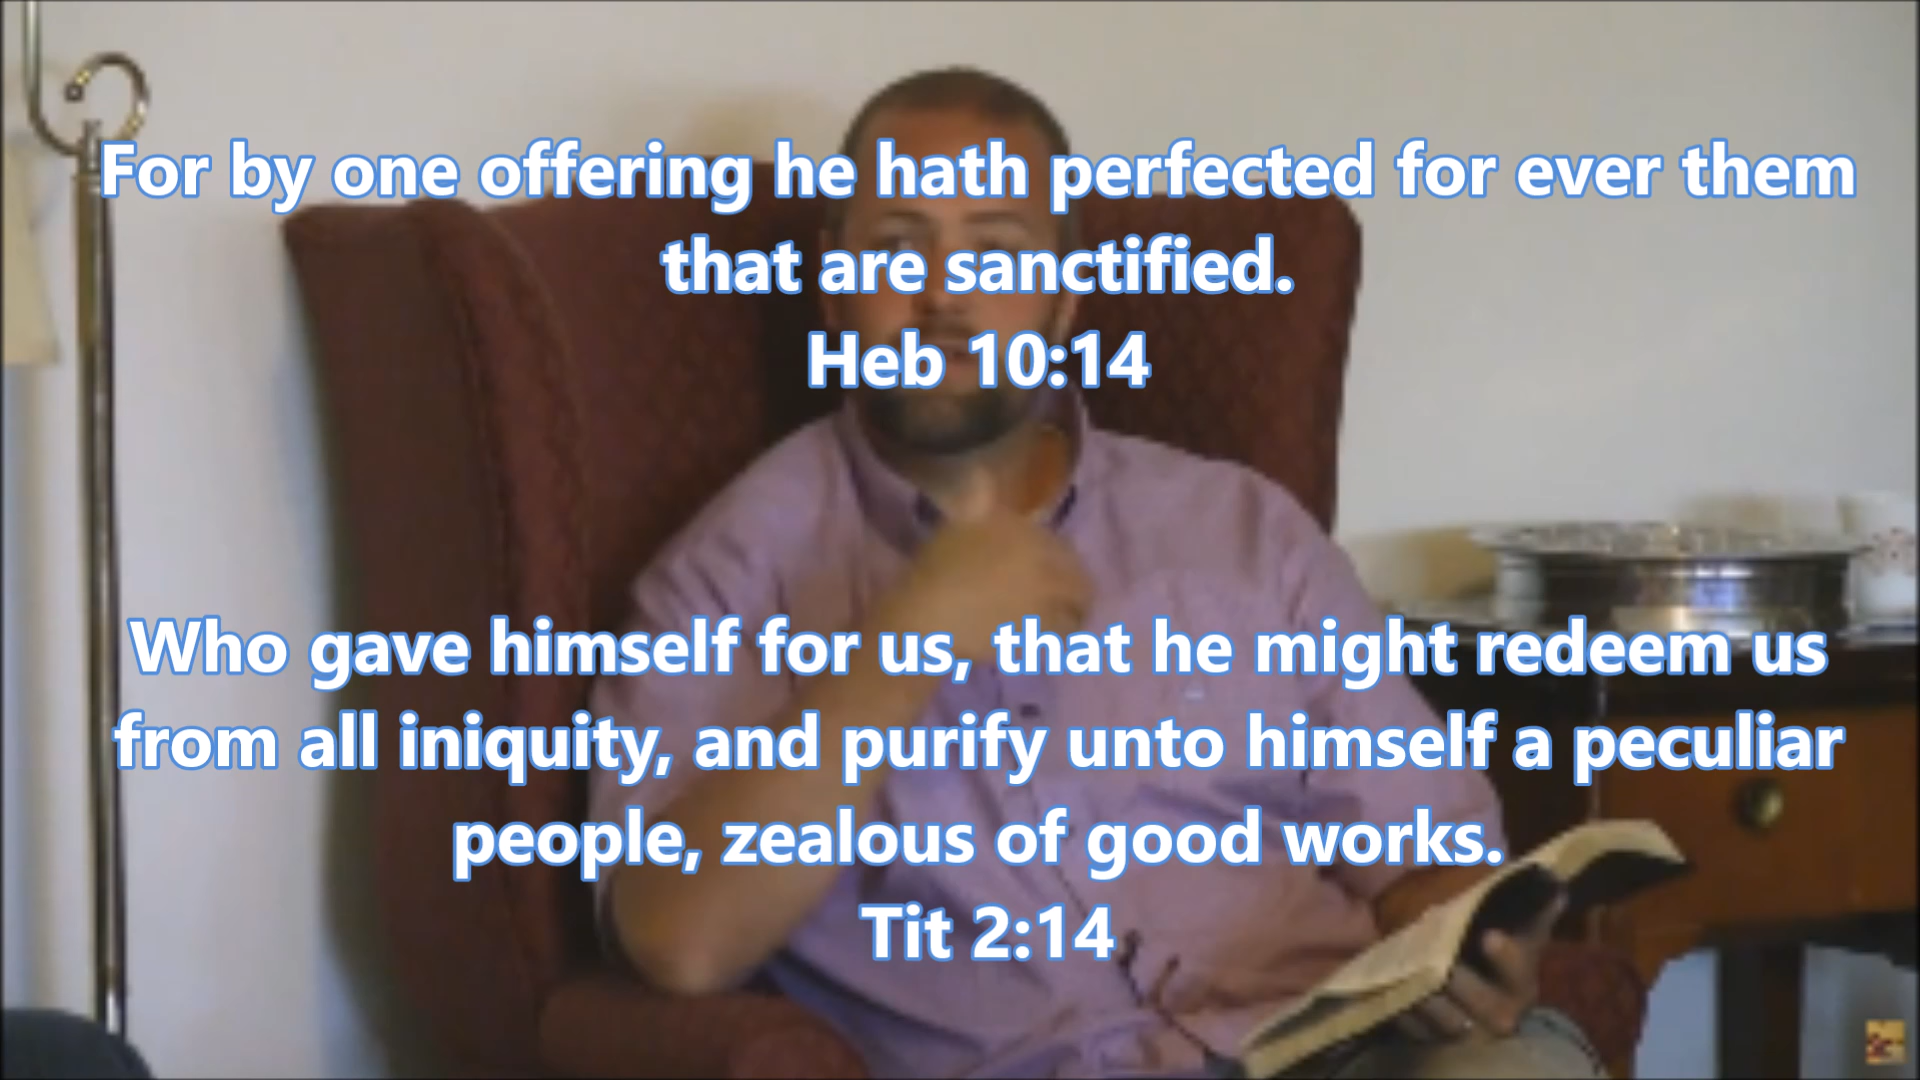 For by one offering he hath perfected for ever them
that are sanctified.
Heb 10:14
Who gave himself for us, that he might redeem us
from all iniquity, and purify unto himself a peculiar
people, zealous of good works.
Tit 2:14